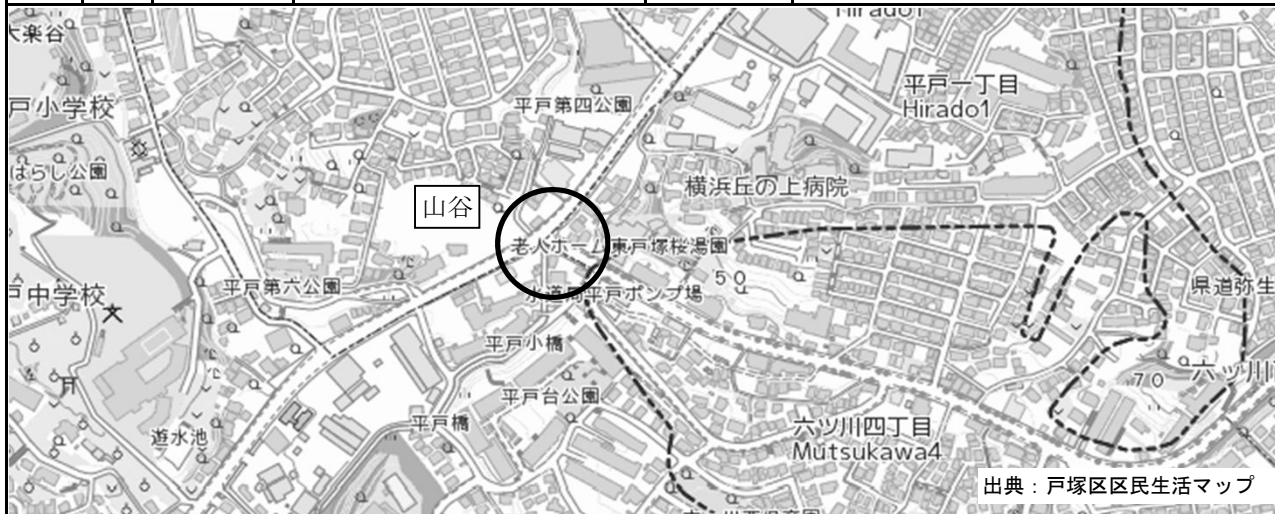 Hirado1
大楽谷
平戸一丁目
Hirado1
平戸第四公園
戸小学校
はらし公園
横浜丘の上病院
山谷
老人ホーム東戸塚桜湯園
50
水道局平戸ポンプ場
平戸第六公園
県道弥生
戸中学校
平戸小橋
平戸台公園
70
六ッ川
平戸橋
六ツ川四丁目
Mutsukawa4
遊水池
出典：戸塚区区民生活マップ